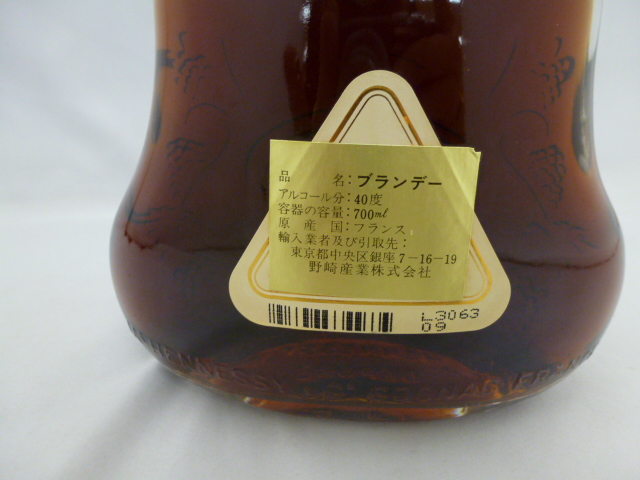 品　　名：ブランデー
アルコール分：40度
容器の容量：700㎖
原産国：フランス
輸入業者及び引取先：
東京都中央区銀座7-16-19
野崎産業株式会社
L3063
09
HENNESSY